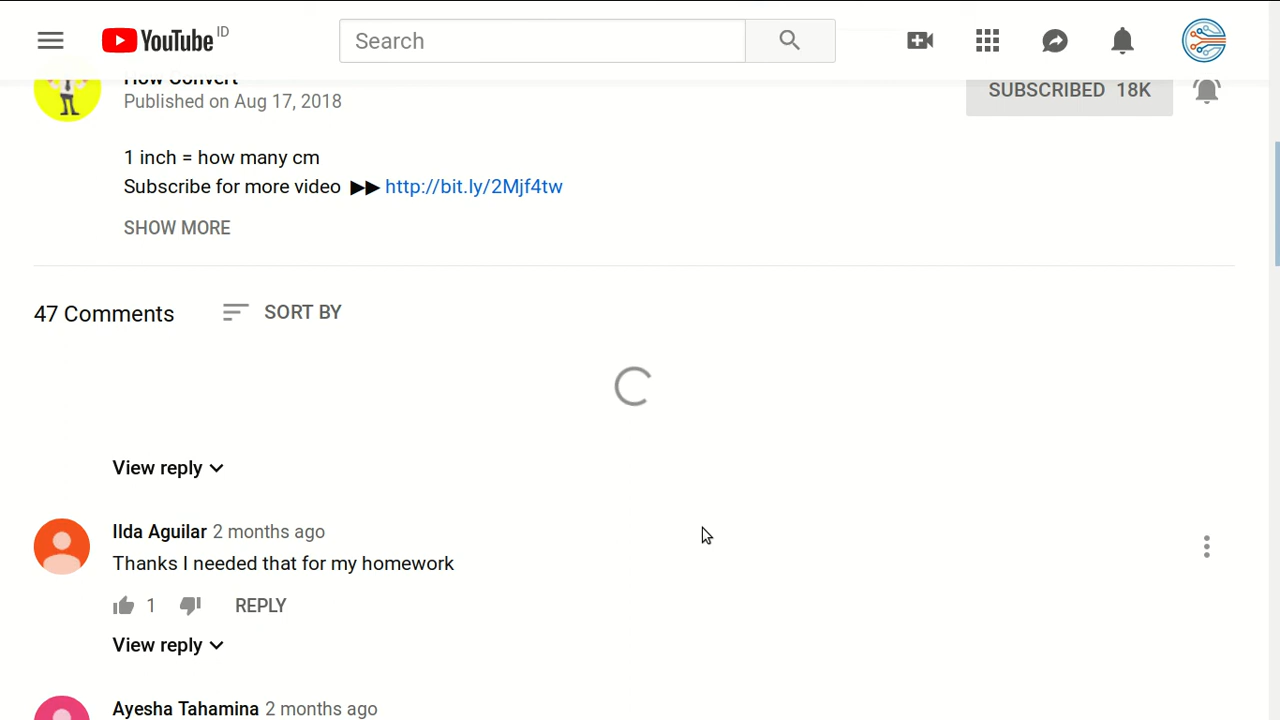 YouTube ID
Search
How Convert
Published on Aug 17, 2018
SUBSCRIBED 18K
1 inch = how many cm
Subscribe for more video ▶▶ http://bit.ly/2Mjf4tw
SHOW MORE
47 Comments
SORT BY
View reply
Ilda Aguilar 2 months ago
Thanks I needed that for my homework
1
REPLY
View reply
Ayesha Tahamina 2 months ago